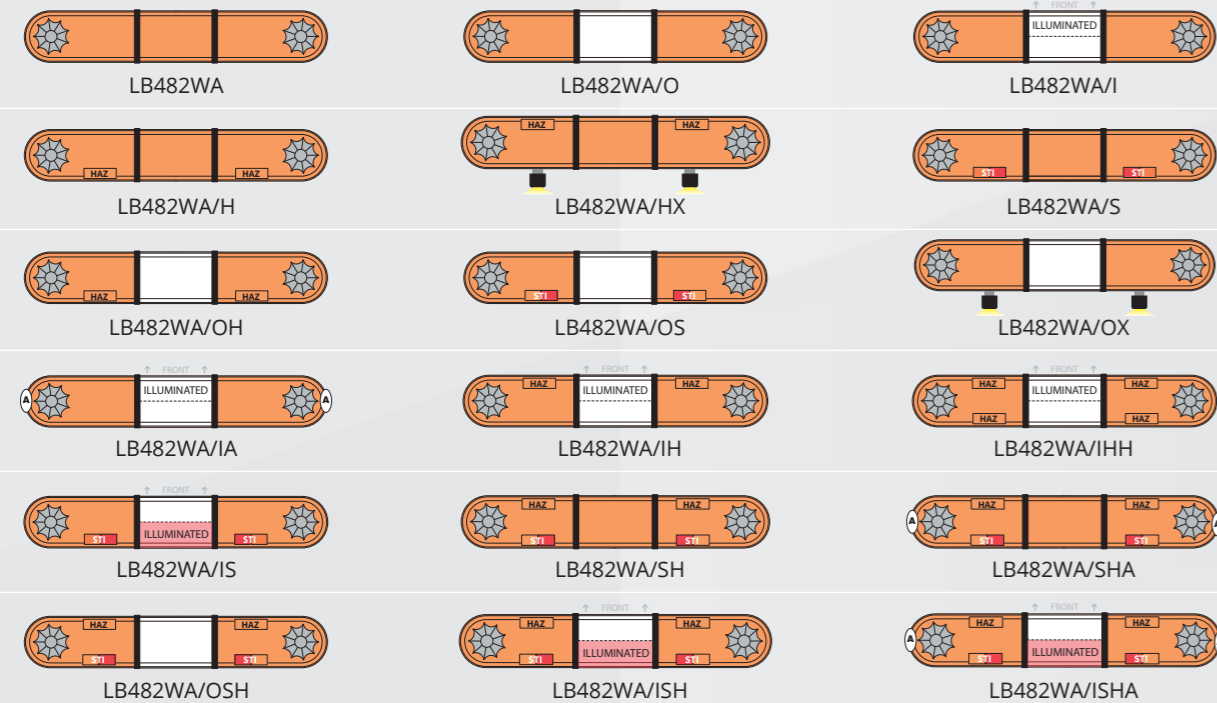 ↑ FRONT ↑
ILLUMINATED
LB482WA
LB482WA/O
LB482WA/I
HAZ HAZ
HAZ HAZ
STI STI
LB482WA/H
LB482WA/HX
LB482WA/S
HAZ HAZ
STI STI
LB482WA/OH
LB482WA/OS
LB482WA/OX
↑ FRONT ↑
A ILLUMINATED A
LB482WA/IA
↑ FRONT ↑
HAZ ILLUMINATED HAZ
LB482WA/IH
↑ FRONT ↑
HAZ ILLUMINATED HAZ
HAZ HAZ
LB482WA/IHH
↑ FRONT ↑
STI ILLUMINATED STI
LB482WA/IS
HAZ HAZ
STI STI
LB482WA/SH
HAZ HAZ
A A
STI STI
LB482WA/SHA
HAZ HAZ
STI STI
LB482WA/OSH
↑ FRONT ↑
HAZ HAZ
STI ILLUMINATED STI
LB482WA/ISH
↑ FRONT ↑
HAZ HAZ
A
STI ILLUMINATED STI
LB482WA/ISHA